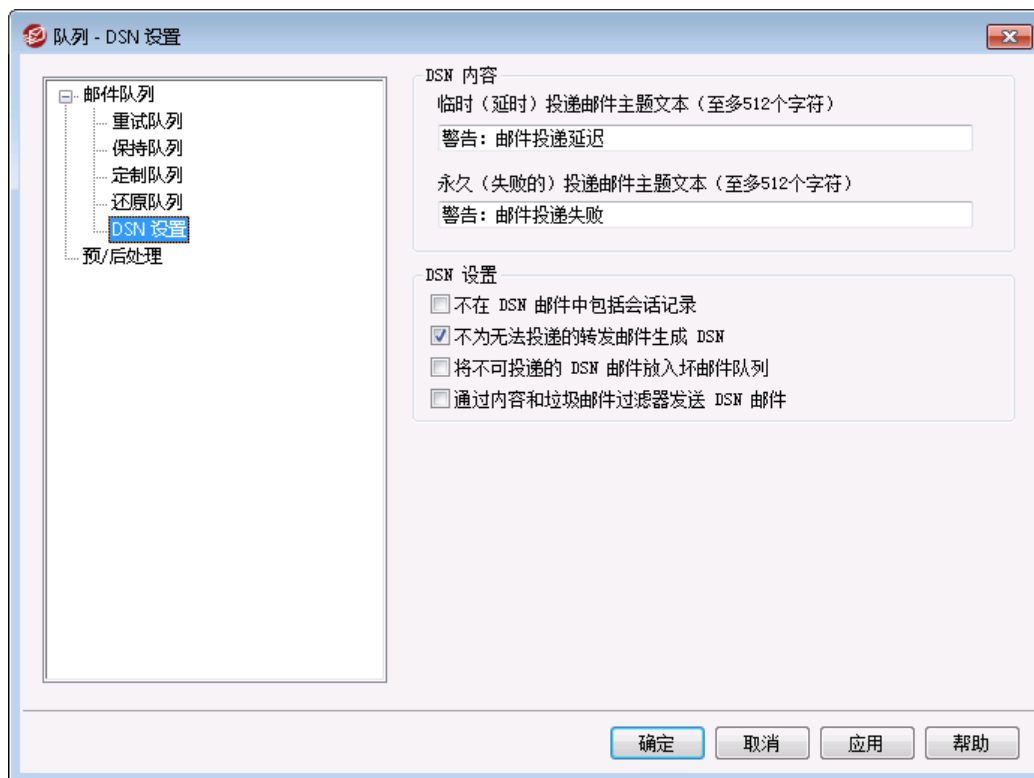 队列 - DSN 设置
邮件队列
重试队列
保持队列
定制队列
还原队列
DSN 设置
预/后处理
DSN 内容
临时（延时）投递邮件主题文本（至多512个字符）
警告：邮件投递延迟
永久（失败的）投递邮件主题文本（至多512个字符）
警告：邮件投递失败
DSN 设置
不在 DSN 邮件中包括会话记录
不为无法投递的转发邮件生成 DSN
将不可投递的 DSN 邮件放入坏邮件队列
通过内容和垃圾邮件过滤器发送 DSN 邮件
确定
取消
应用
帮助